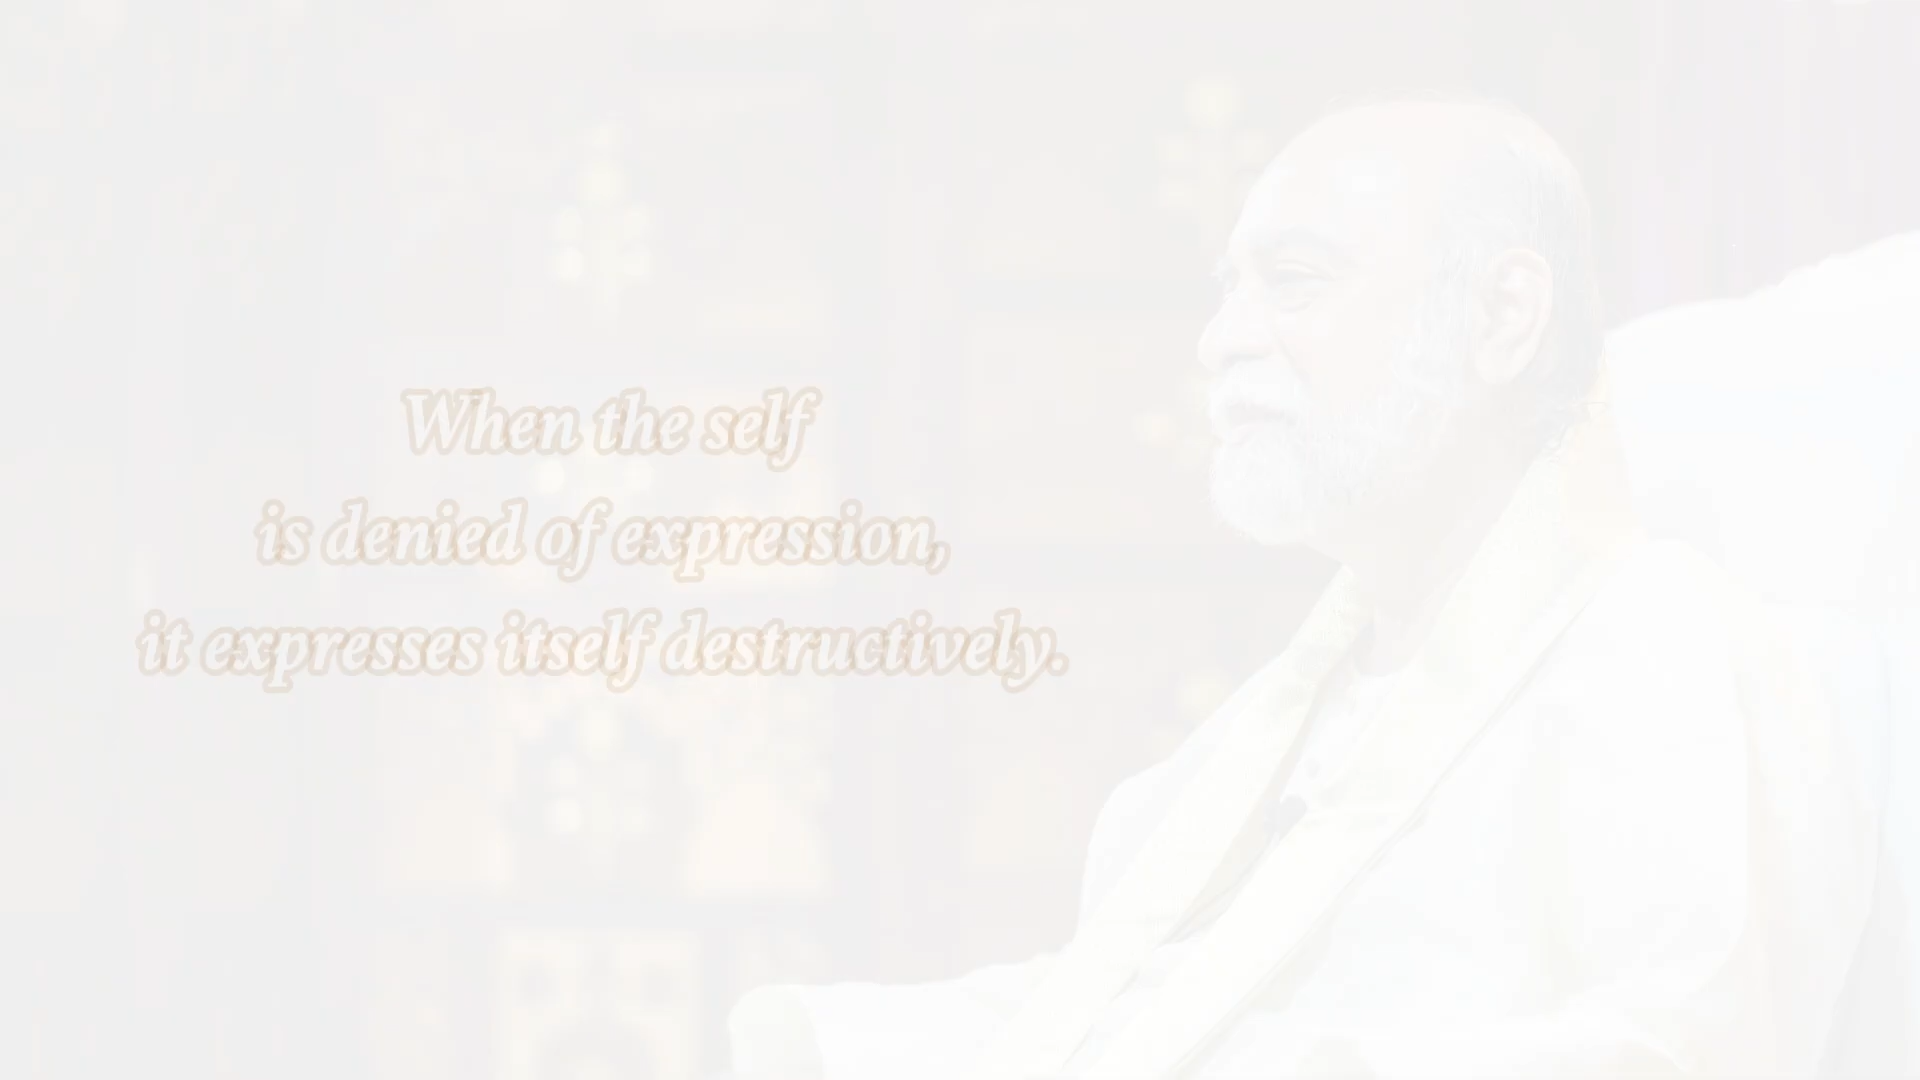 When the self
is denied of expression,
it expresses itself destructively.